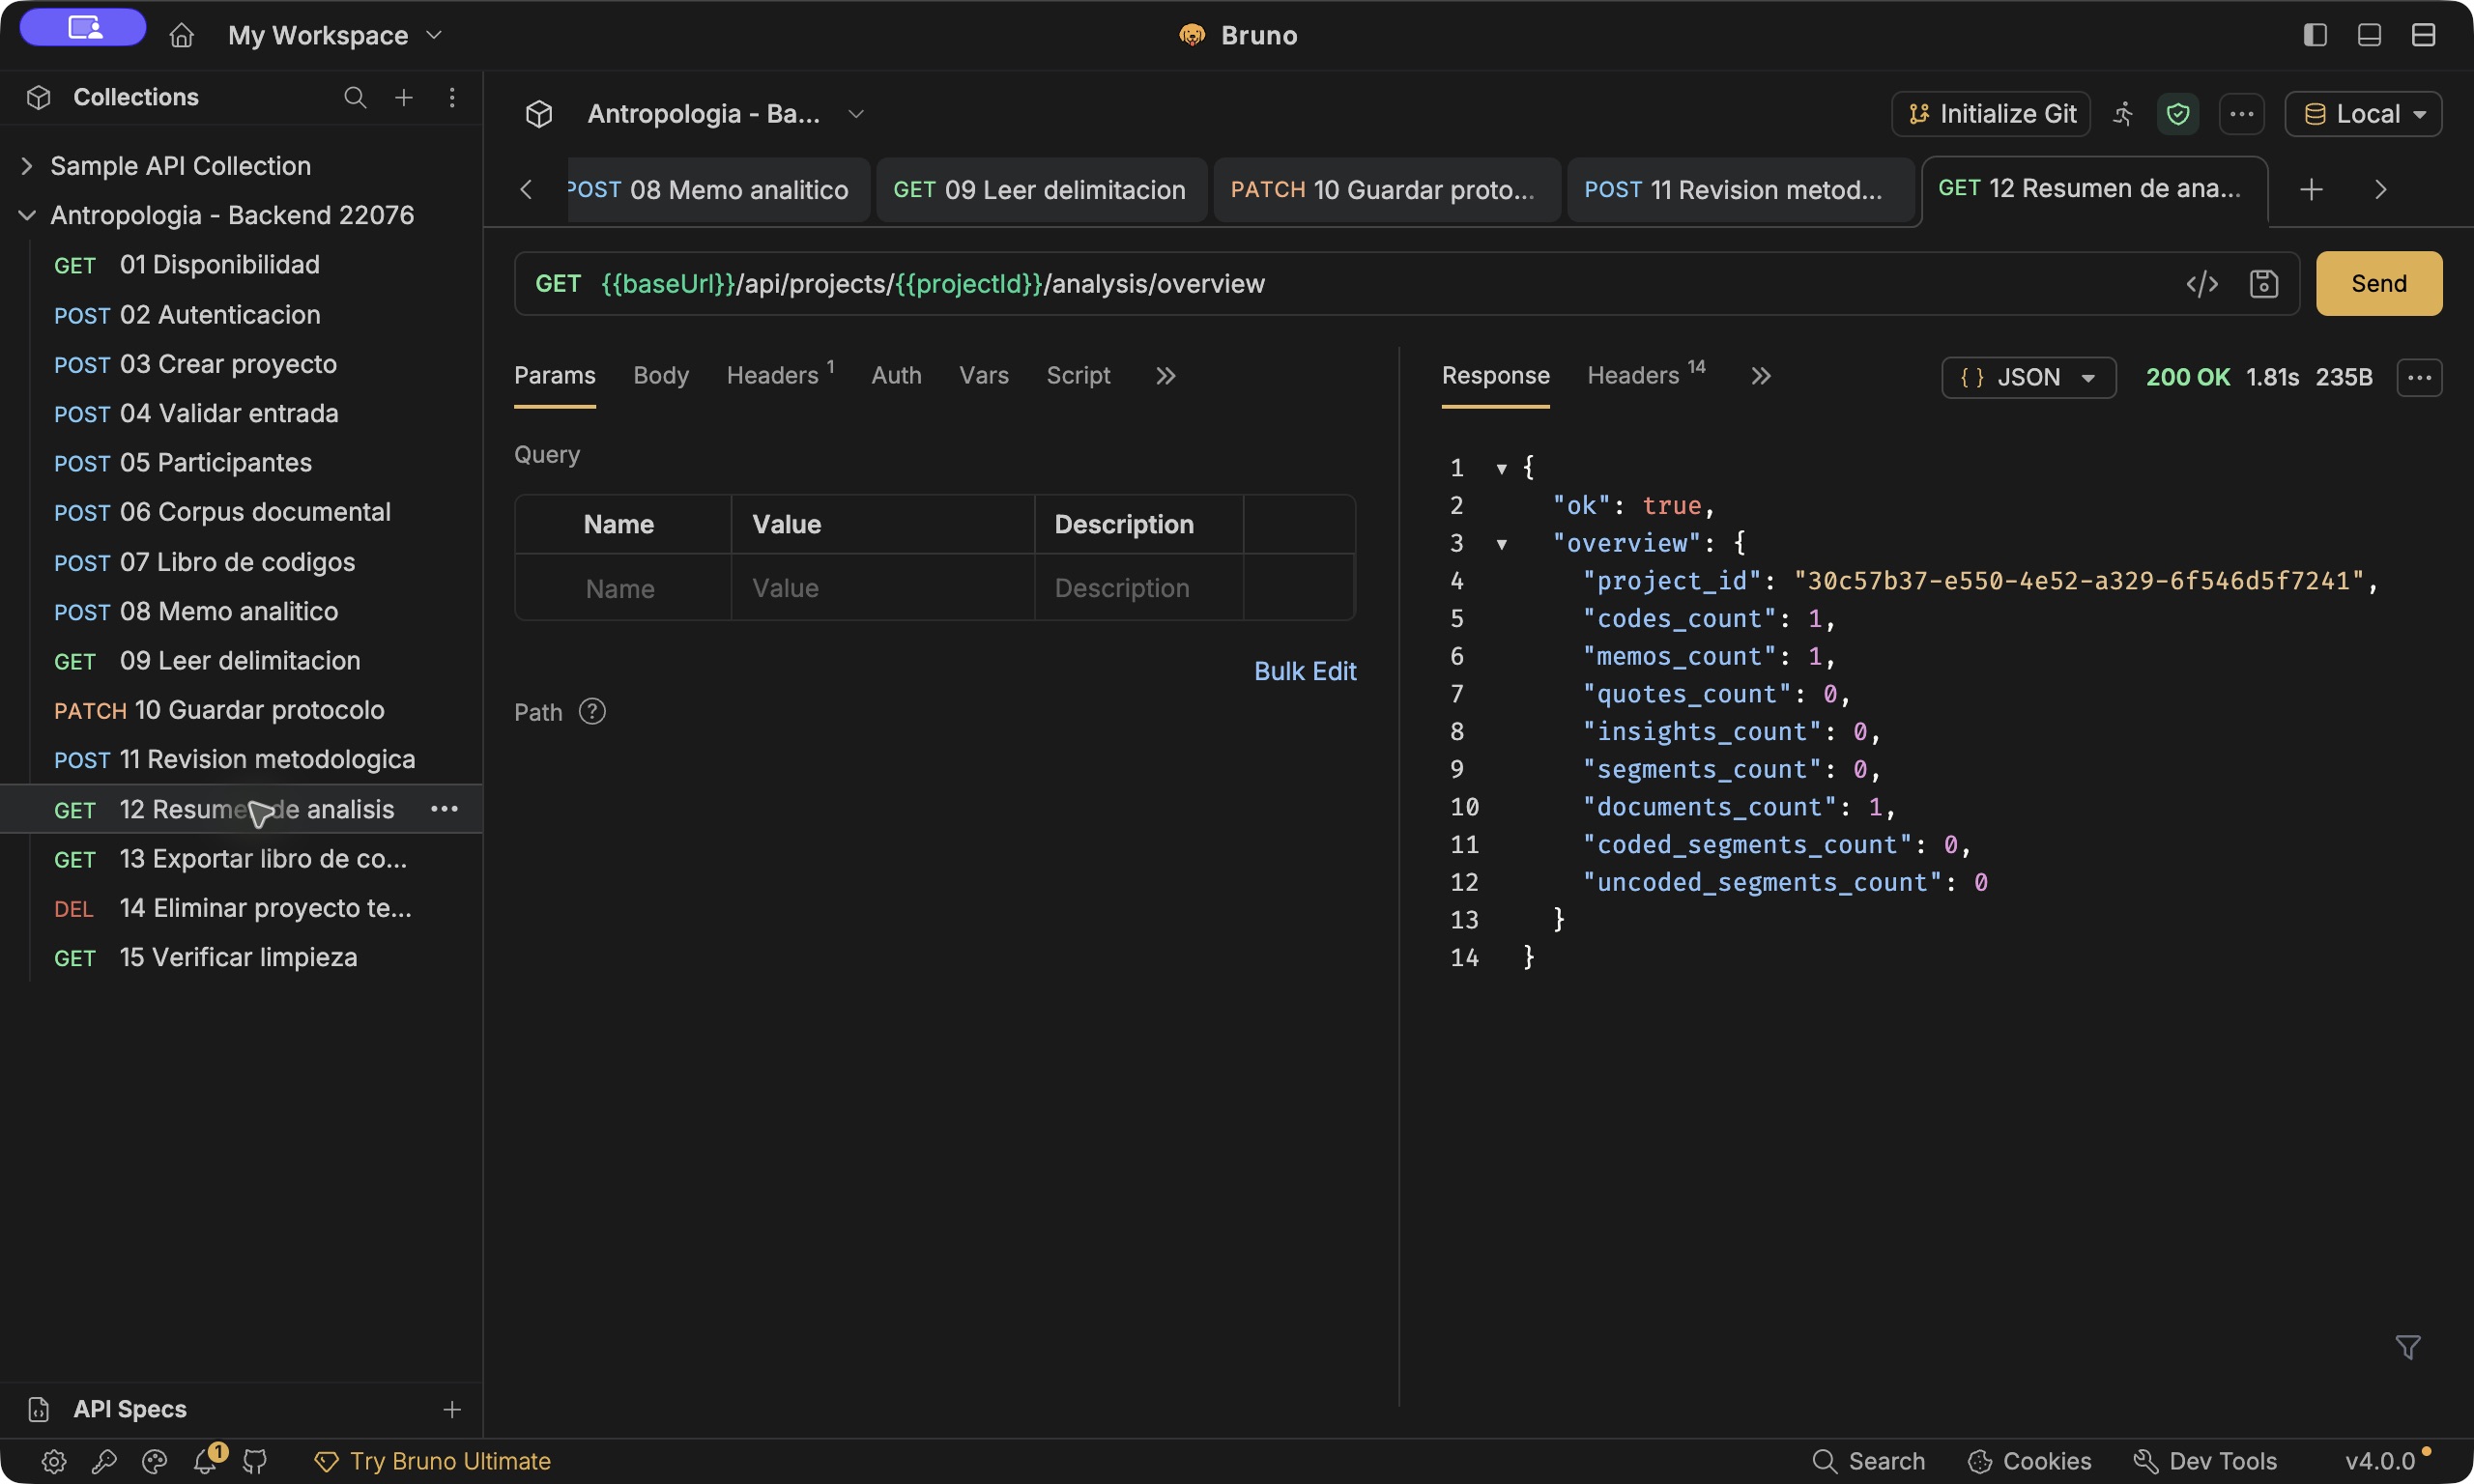 My Workspace
Bruno
Collections
Sample API Collection
Antropologia - Backend 22076
GET 01 Disponibilidad
POST 02 Autenticacion
POST 03 Crear proyecto
POST 04 Validar entrada
POST 05 Participantes
POST 06 Corpus documental
POST 07 Libro de codigos
POST 08 Memo analitico
GET 09 Leer delimitacion
PATCH 10 Guardar protocolo
POST 11 Revision metodologica
GET 12 Resumen de analisis
GET 13 Exportar libro de co...
DEL 14 Eliminar proyecto te...
GET 15 Verificar limpieza
API Specs
Antropologia - Ba...
Initialize Git
Local
POST 08 Memo analitico
GET 09 Leer delimitacion
PATCH 10 Guardar proto...
POST 11 Revision metod...
GET 12 Resumen de ana...
GET {{baseUrl}}/api/projects/{{projectId}}/analysis/overview
Send
Params Body Headers 1 Auth Vars Script
Query
Name Value Description
Name Value Description
Bulk Edit
Path ?
Response Headers 14
{ } JSON
200 OK 1.81s 235B
1 {
2 "ok": true,
3 "overview": {
4 "project_id": "30c57b37-e550-4e52-a329-6f546d5f7241",
5 "codes_count": 1,
6 "memos_count": 1,
7 "quotes_count": 0,
8 "insights_count": 0,
9 "segments_count": 0,
10 "documents_count": 1,
11 "coded_segments_count": 0,
12 "uncoded_segments_count": 0
13 }
14 }
1
Try Bruno Ultimate
Search
Cookies
Dev Tools
v4.0.0